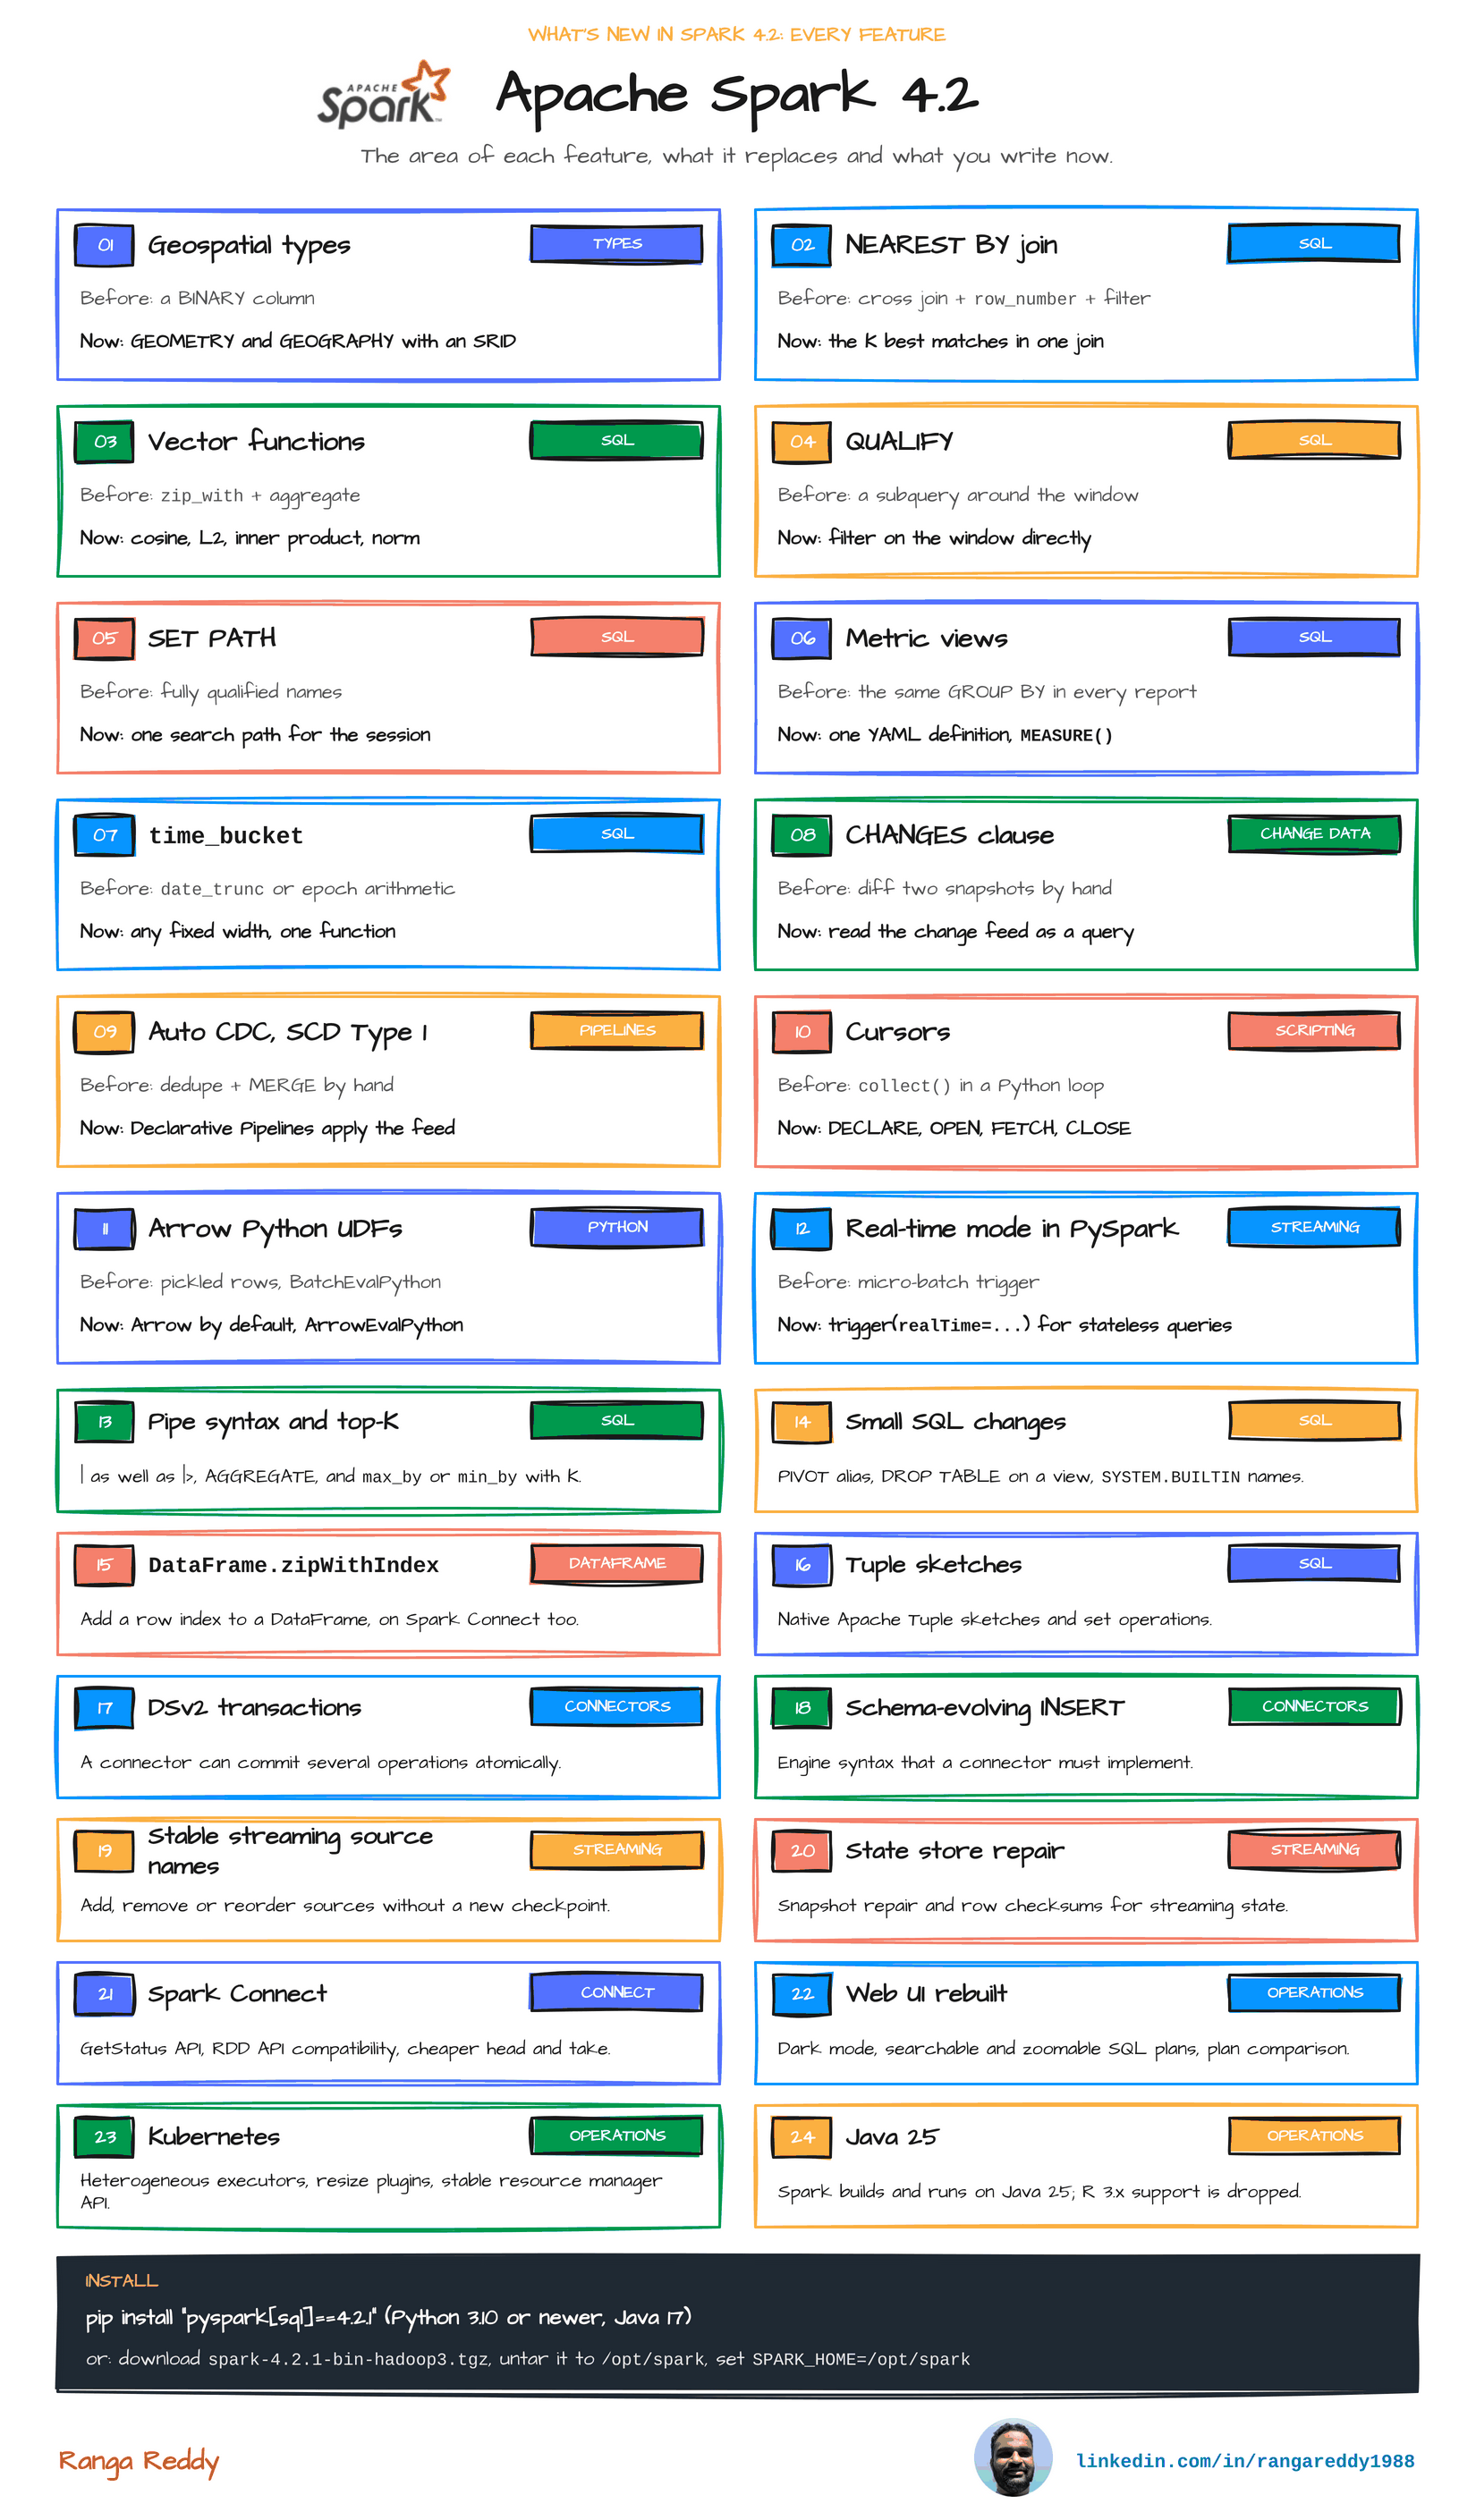 WHAT'S NEW IN SPARK 4.2: EVERY FEATURE
APACHE
Spark™
Apache Spark 4.2
The area of each feature, what it replaces and what you write now.
01 Geospatial types TYPES
Before: a BINARY column
Now: GEOMETRY and GEOGRAPHY with an SRID
02 NEAREST BY join SQL
Before: cross join + row_number + filter
Now: the K best matches in one join
03 Vector functions SQL
Before: zip_with + aggregate
Now: cosine, L2, inner product, norm
04 QUALIFY SQL
Before: a subquery around the window
Now: filter on the window directly
05 SET PATH SQL
Before: fully qualified names
Now: one search path for the session
06 Metric views SQL
Before: the same GROUP BY in every report
Now: one YAML definition, MEASURE()
07 time_bucket SQL
Before: date_trunc or epoch arithmetic
Now: any fixed width, one function
08 CHANGES clause CHANGE DATA
Before: diff two snapshots by hand
Now: read the change feed as a query
09 Auto CDC, SCD Type 1 PIPELINES
Before: dedupe + MERGE by hand
Now: Declarative Pipelines apply the feed
10 Cursors SCRIPTING
Before: collect() in a Python loop
Now: DECLARE, OPEN, FETCH, CLOSE
11 Arrow Python UDFs PYTHON
Before: pickled rows, BatchEvalPython
Now: Arrow by default, ArrowEvalPython
12 Real-time mode in PySpark STREAMING
Before: micro-batch trigger
Now: trigger(realTime=...) for stateless queries
13 Pipe syntax and top-K SQL
| as well as |>, AGGREGATE, and max_by or min_by with K.
14 Small SQL changes SQL
PIVOT alias, DROP TABLE on a view, SYSTEM.BUILTIN names.
15 DataFrame.zipWithIndex DATAFRAME
Add a row index to a DataFrame, on Spark Connect too.
16 Tuple sketches SQL
Native Apache Tuple sketches and set operations.
17 DSv2 transactions CONNECTORS
A connector can commit several operations atomically.
18 Schema-evolving INSERT CONNECTORS
Engine syntax that a connector must implement.
19 Stable streaming source
names STREAMING
Add, remove or reorder sources without a new checkpoint.
20 State store repair STREAMING
Snapshot repair and row checksums for streaming state.
21 Spark Connect CONNECT
GetStatus API, RDD API compatibility, cheaper head and take.
22 Web UI rebuilt OPERATIONS
Dark mode, searchable and zoomable SQL plans, plan comparison.
23 Kubernetes OPERATIONS
Heterogeneous executors, resize plugins, stable resource manager
API.
24 Java 25 OPERATIONS
Spark builds and runs on Java 25; R 3.x support is dropped.
INSTALL
pip install "pyspark[sql]==4.2.1" (Python 3.10 or newer, Java 17)
or: download spark-4.2.1-bin-hadoop3.tgz, untar it to /opt/spark, set SPARK_HOME=/opt/spark
Ranga Reddy
linkedin.com/in/rangareddy1988